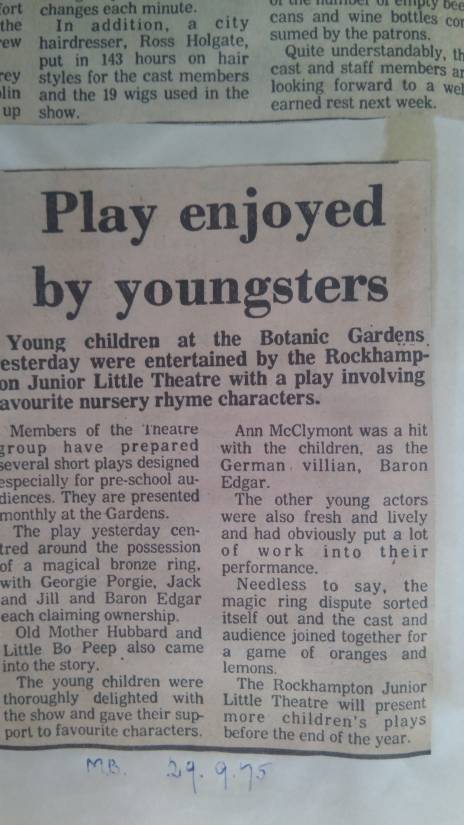 changes each minute.
In addition, a city
hairdresser, Ross Holgate,
put in 143 hours on hair
styles for the cast members
and the 19 wigs used in the
show.
cans and wine bottles con
sumed by the patrons.
Quite understandably, th
cast and staff members ar
looking forward to a wel
earned rest next week.
Play enjoyed
by youngsters
Young children at the Botanic Gardens
esterday were entertained by the Rockhamp-
on Junior Little Theatre with a play involving
avourite nursery rhyme characters.
Members of the Theatre
group have prepared
several short plays designed
especially for pre-school au-
diences. They are presented
monthly at the Gardens.
The play yesterday cen-
tred around the possession
of a magical bronze ring,
with Georgie Porgie, Jack
and Jill and Baron Edgar
each claiming ownership.
Old Mother Hubbard and
Little Bo Peep also came
into the story.
The young children were
thoroughly delighted with
the show and gave their sup-
port to favourite characters.
Ann McClymont was a hit
with the children, as the
German villian, Baron
Edgar.
The other young actors
were also fresh and lively
and had obviously put a lot
of work into their
performance.
Needless to say, the
magic ring dispute sorted
itself out and the cast and
audience joined together for
a game of oranges and
lemons.
The Rockhampton Junior
Little Theatre will present
more children's plays
before the end of the year.
M.B. 29.9.75